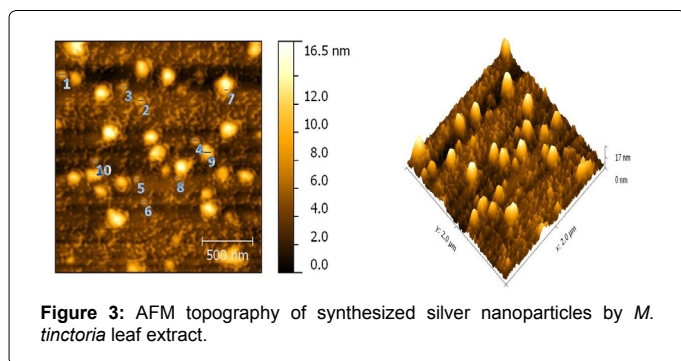 16.5 nm
12.0
10.0
8.0
6.0
4.0
2.0
0.0
1
3
2
7
4
9
10
5
8
6
500 nm
17 nm
0 nm
Y: 2.0 µm
X: 2.0 µm
Figure 3: AFM topography of synthesized silver nanoparticles by M.
tinctoria leaf extract.